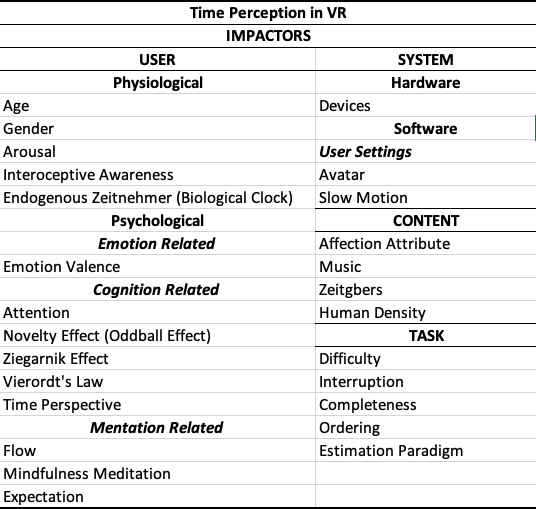 Time Perception in VR
IMPACTORS
USER SYSTEM
Physiological Hardware
Age Devices
Gender Software
Arousal User Settings
Interoceptive Awareness Avatar
Endogenous Zeitnehmer (Biological Clock) Slow Motion
Psychological CONTENT
Emotion Related Affection Attribute
Emotion Valence Music
Cognition Related Zeitgbers
Attention Human Density
Novelty Effect (Oddball Effect) TASK
Ziegarnik Effect Difficulty
Vierordt's Law Interruption
Time Perspective Completeness
Mentation Related Ordering
Flow Estimation Paradigm
Mindfulness Meditation
Expectation